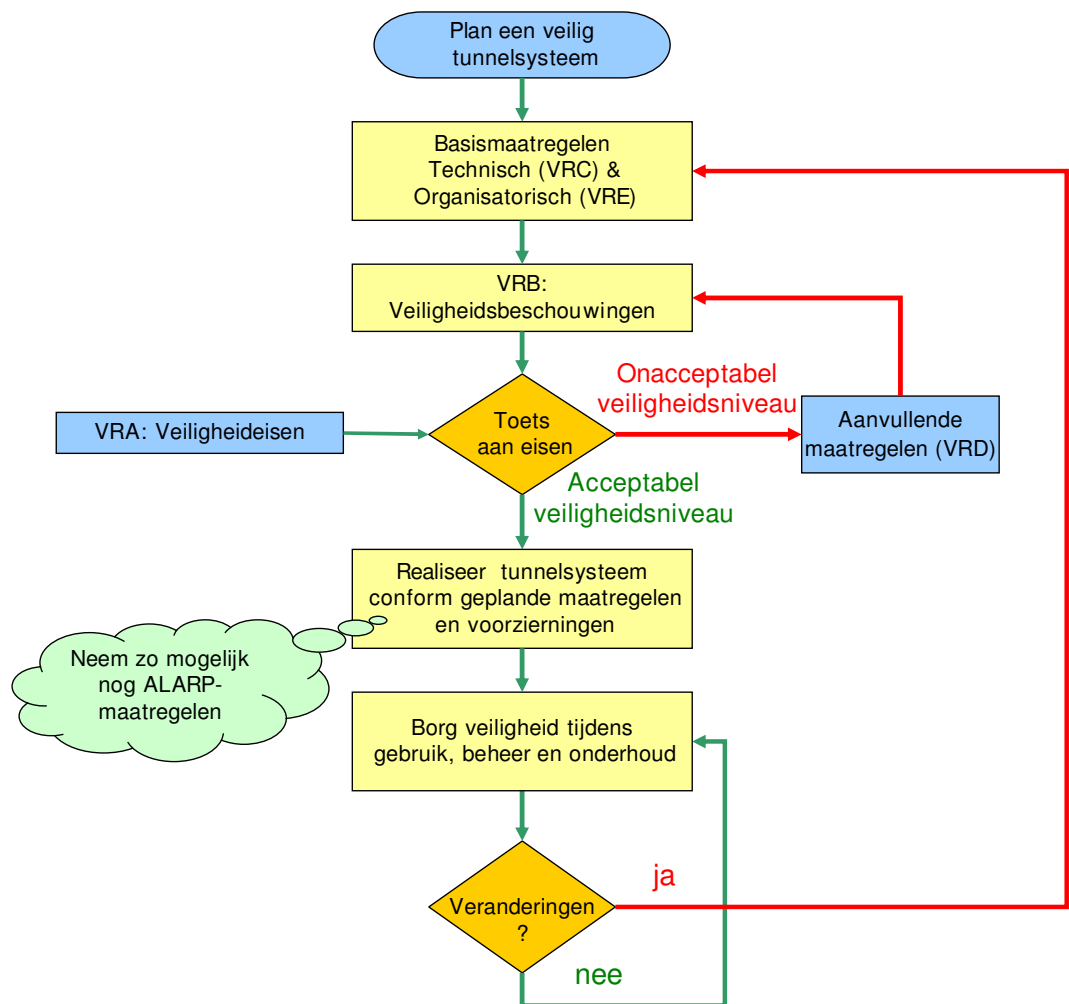 Plan een veilig
tunnelsysteem
Basismaatregelen
Technisch (VRC) &
Organisatorisch (VRE)
VRB:
Veiligheidsbeschouwingen
Onacceptabel
veiligheidsniveau
VRA: Veiligheideisen
Toets
aan eisen
Aanvullende
maatregelen (VRD)
Acceptabel
veiligheidsniveau
Realiseer tunnelsysteem
conform geplande maatregelen
en voorzierningen
Neem zo mogelijk
nog ALARP-
maatregelen
Borg veiligheid tijdens
gebruik, beheer en onderhoud
ja
Veranderingen
?
nee